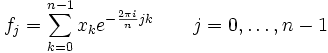 f_j = \sum_{k=0}^{n-1} x_k e^{-\frac{2\pi i}{n} jk} \qquad j = 0, \dots, n-1